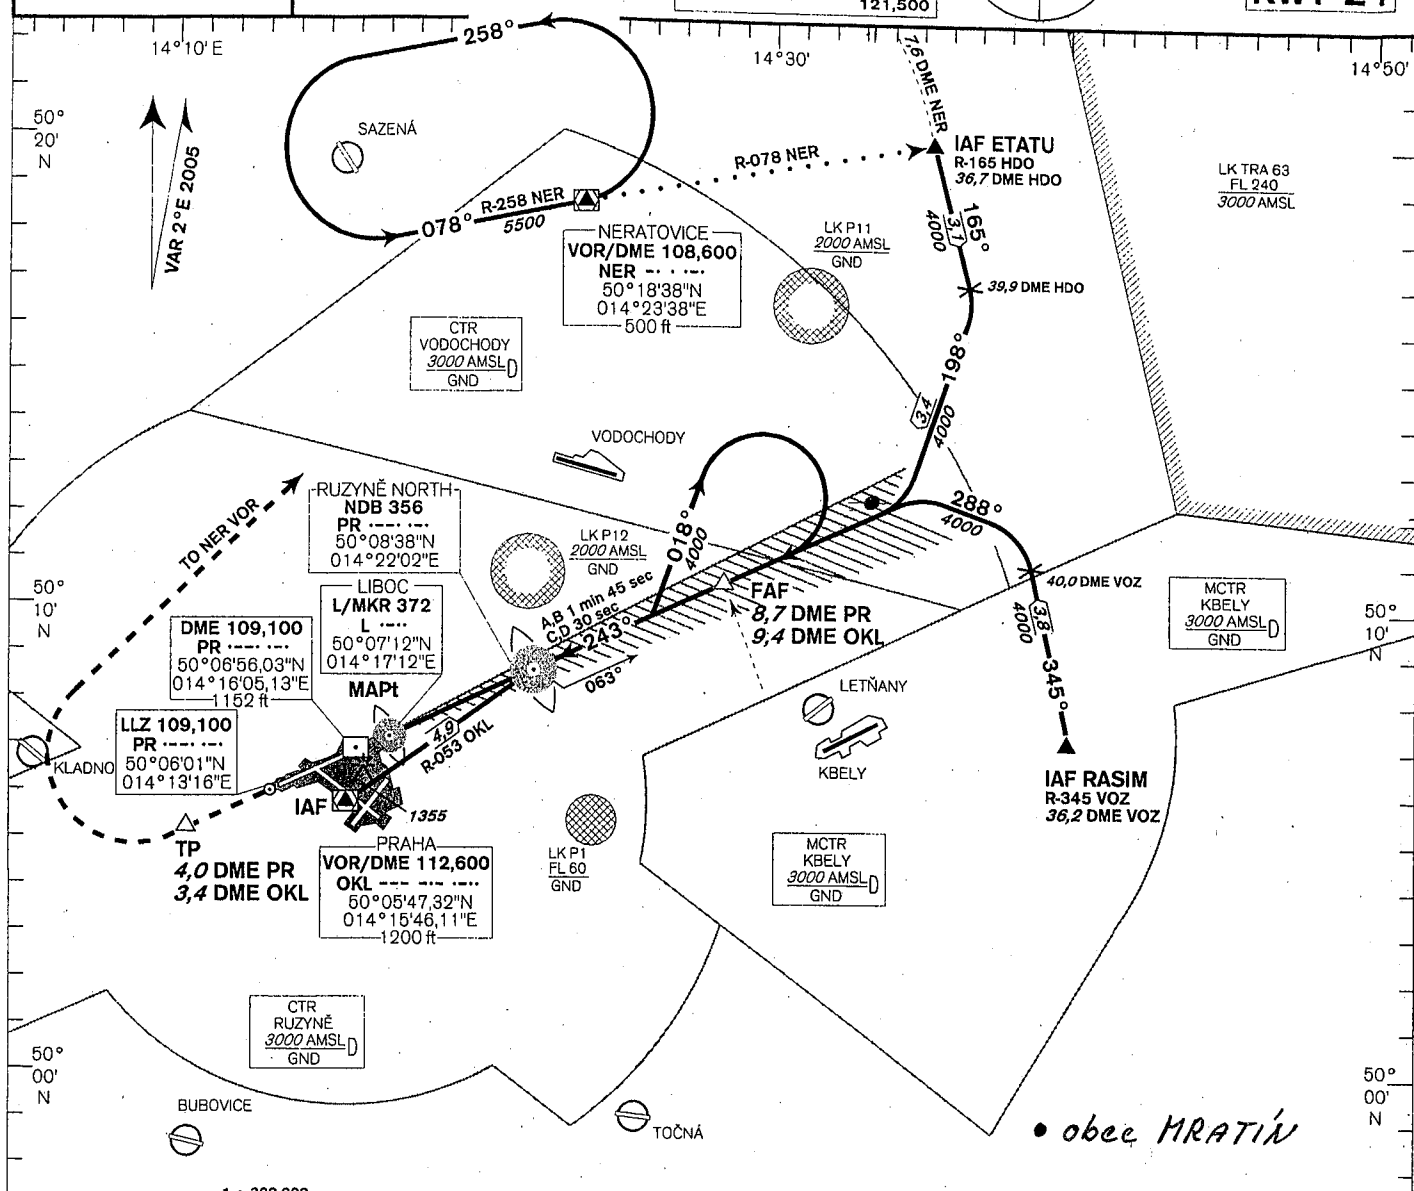 121,500
RWY 24
14°10' E
14°30'
14°50'
258°
7,6 DME NER
50°
20'
N
SAZENÁ
VAR 2°E 2005
R-078 NER
IAF ETATU
R-165 HDO
36,7 DME HDO
LK TRA 63
FL 240
3000 AMSL
078°
R-258 NER
5500
165°
3,1
4000
NERATOVICE
VOR/DME 108,600
NER -· · ·-·
50°18'38"N
014°23'38"E
500 ft
LK P11
2000 AMSL
GND
39,9 DME HDO
CTR
VODOCHODY
3000 AMSL D
GND
198°
3,4
4000
VODOCHODY
TO NER VOR
RUZYNĚ NORTH
NDB 356
PR ·--· ·-·
50°08'38"N
014°22'02"E
018°
4000
288°
4000
LK P12
2000 AMSL
GND
LIBOC
L/MKR 372
L ·-··
50°07'12"N
014°17'12"E
A,B 1 min 45 sec
C,D 30 sec
243°
063°
FAF
8,7 DME PR
9,4 DME OKL
40,0 DME VOZ
3,8
4000
345°
MCTR
KBELY
3000 AMSL D
GND
50°
10'
N
50°
10'
N
DME 109,100
PR ·--· ·-·
50°06'56,03"N
014°16'05,13"E
1152 ft
MAPt
LETŇANY
KBELY
LLZ 109,100
PR ·--· ·-·
50°06'01"N
014°13'16"E
4,9
R-053 OKL
KLADNO
IAF
1355
IAF RASIM
R-345 VOZ
36,2 DME VOZ
TP
4,0 DME PR
3,4 DME OKL
PRAHA
VOR/DME 112,600
OKL --- -·- ·-··
50°05'47,32"N
014°15'46,11"E
1200 ft
LK P1
FL 60
GND
MCTR
KBELY
3000 AMSL D
GND
CTR
RUZYNĚ
3000 AMSL D
GND
50°
00'
N
50°
00'
N
BUBOVICE
TOČNÁ
• obec MRATÍN